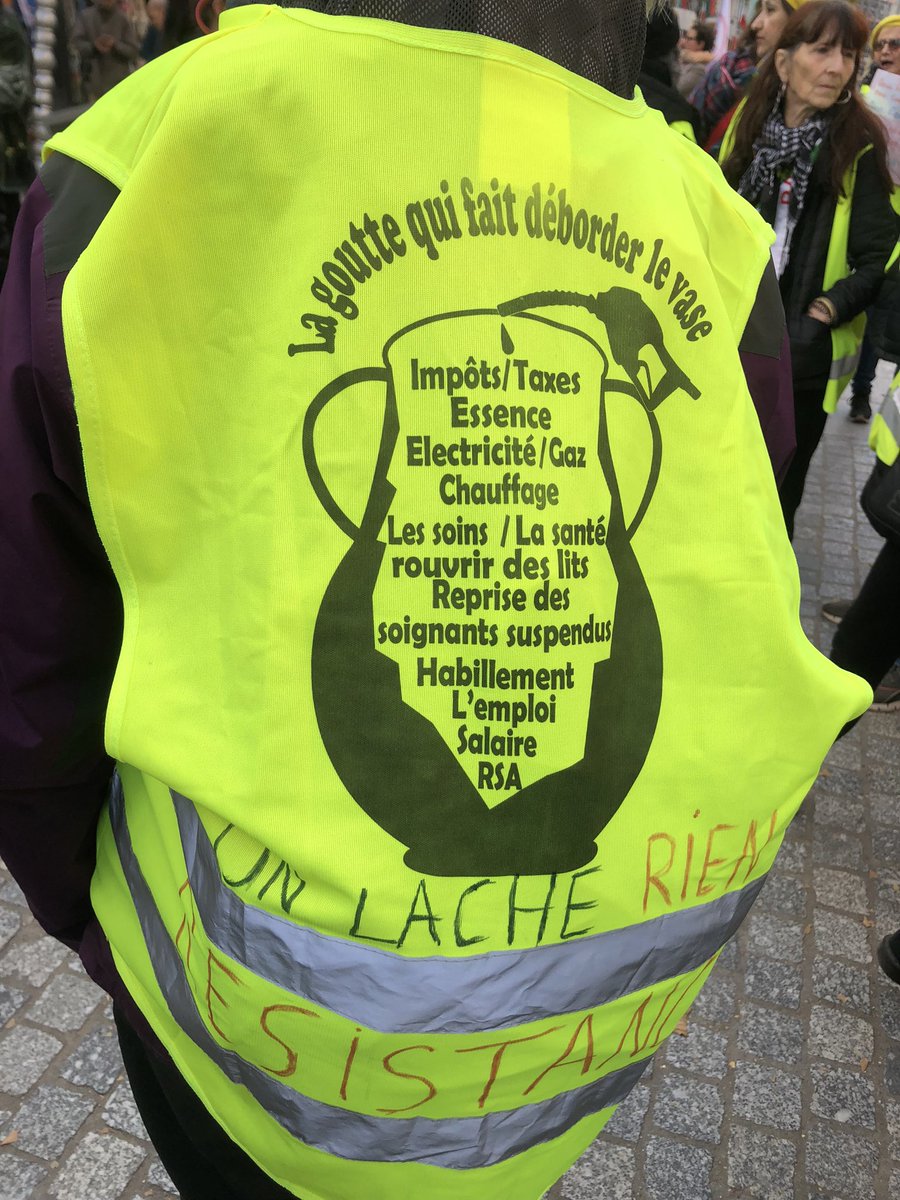 La goutte qui fait déborder le vase
Impôts/Taxes
Essence
Electricité/Gaz
Chauffage
Les soins / La santé
rouvrir des lits
Reprise des
soignants suspendus
Habillement
L'emploi
Salaire
RSA
ON LACHE RIEN